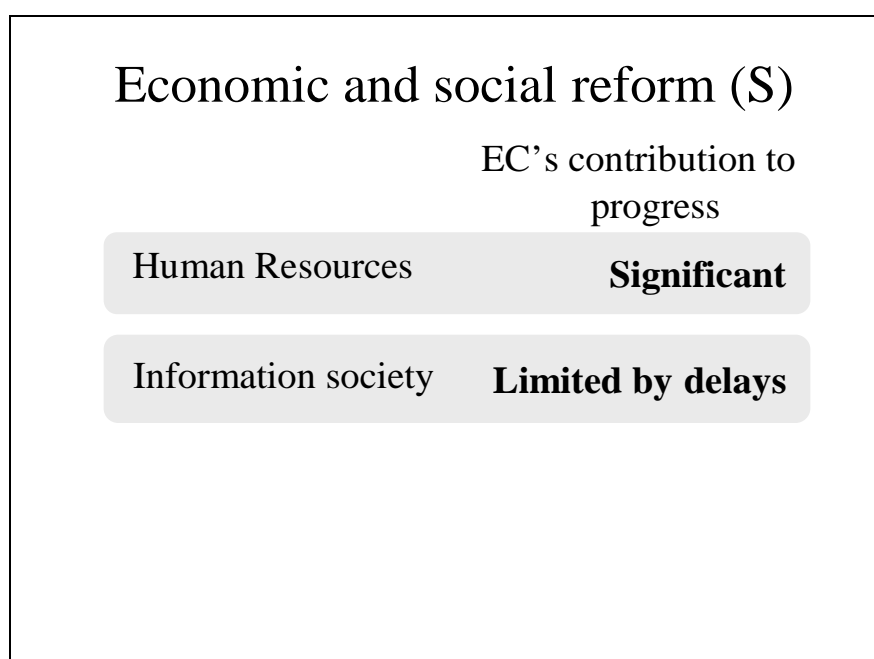 Economic and social reform (S)
EC’s contribution to
progress
Human Resources
Significant
Information society
Limited by delays